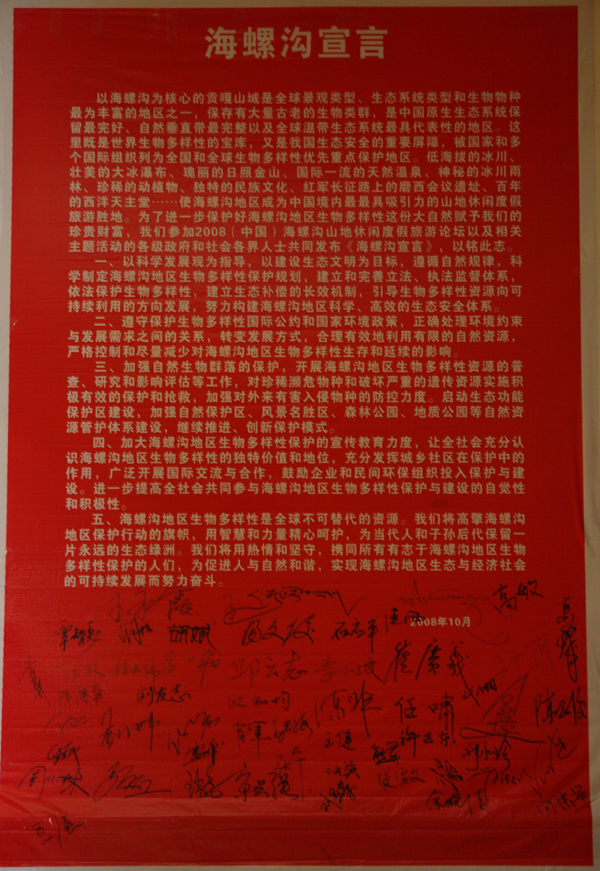 海螺沟宣言
以海螺沟为核心的贡嘎山域是全球景观类型、生态系统类型和生物物种
最为丰富的地区之一，保存有大量古老的生物类群，是中国原生生态系统保
留最完好、自然垂直带最完整以及全球温带生态系统最具代表性的地区。这
里既是世界生物多样性的宝库，又是我国生态安全的重要屏障，被国家和多
个国际组织列为全国和全球生物多样性优先重点保护地区。低海拔的冰川、
壮美的大冰瀑布、瑰丽的日照金山、国际一流的天然温泉、神秘的冰川雨
林、珍稀的动植物、独特的民族文化、红军长征路上的磨西会议遗址、百年
的西洋天主堂……使海螺沟地区成为中国境内最具吸引力的山地休闲度假
旅游胜地。为了进一步保护好海螺沟地区生物多样性这份大自然赋予我们的
珍贵财富，我们参加2008（中国）海螺沟山地休闲度假旅游论坛以及相关
主题活动的各级政府和社会各界人士共同发布《海螺沟宣言》，以铭此志。
一、以科学发展观为指导，以建设生态文明为目标，遵循自然规律，科
学制定海螺沟地区生物多样性保护规划，建立和完善立法、执法监督体系，
依法保护生物多样性，建立生态补偿的长效机制，引导生物多样性资源向可
持续利用的方向发展，努力构建海螺沟地区科学、高效的生态安全体系。
二、遵守保护生物多样性国际公约和国家环境政策，正确处理环境约束
与发展需求之间的关系，转变发展方式，合理有效地利用有限的自然资源，
严格控制和尽量减少对海螺沟地区生物多样性生存和延续的影响。
三、加强自然生物群落的保护，开展海螺沟地区生物多样性资源的普
查、研究和影响评估等工作，对珍稀濒危物种和破坏严重的遗传资源实施积
极有效的保护和抢救，加强对外来有害入侵物种的防控力度。启动生态功能
保护区建设，加强自然保护区、风景名胜区、森林公园、地质公园等自然资
源管护体系建设，继续推进、创新保护模式。
四、加大海螺沟地区生物多样性保护的宣传教育力度，让全社会充分认
识海螺沟地区生物多样性的独特价值和地位，充分发挥城乡社区在保护中的
作用，广泛开展国际交流与合作，鼓励企业和民间环保组织投入保护与建
设。进一步提高全社会共同参与海螺沟地区生物多样性保护与建设的自觉性
和积极性。
五、海螺沟地区生物多样性是全球不可替代的资源。我们将高擎海螺沟
地区保护行动的旗帜，用智慧和力量精心呵护，为当代人和子孙后代保留一
片永远的生态绿洲。我们将用热情和坚守，携同所有有志于海螺沟地区生物
多样性保护的人们，为促进人与自然和谐，实现海螺沟地区生态与经济社会
的可持续发展而努力奋斗。
高敏
2008年10月
邱云志
刘友志
任啸